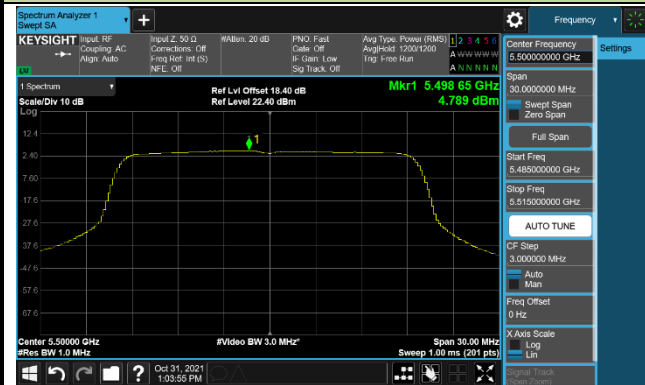 Spectrum Analyzer 1
Swept SA
Frequency
KEYSIGHT Input: RF Input Z: 50 Ω #Atten: 20 dB PNO: Fast Avg Type: Power (RMS) 1 2 3 4 5 6
Coupling: AC Corrections: Off Gate: Off Avg|Hold: 1200/1200 A W W W W W
Align: Auto Freq Ref: Int (S) IF Gain: Low Trig: Free Run
NFE: Off Sig Track: Off A N N N N N
1 Spectrum
Ref Lvl Offset 18.40 dB
Mkr1 5.498 65 GHz
Scale/Div 10 dB
Ref Level 22.40 dBm
4.789 dBm
Log
1
12.4
2.40
-7.60
-17.6
-27.6
-37.6
-47.6
-57.6
-67.6
Center 5.50000 GHz
#Video BW 3.0 MHz*
Span 30.00 MHz
#Res BW 1.0 MHz
Sweep 1.00 ms (201 pts)
Oct 31, 2021
1:03:55 PM
Center Frequency
5.500000000 GHz
Settings
Span
30.0000000 MHz
Swept Span
Zero Span
Full Span
Start Freq
5.485000000 GHz
Stop Freq
5.515000000 GHz
AUTO TUNE
CF Step
3.000000 MHz
Auto
Man
Freq Offset
0 Hz
X Axis Scale
Log
Lin
Signal Track
(Span Zoom)